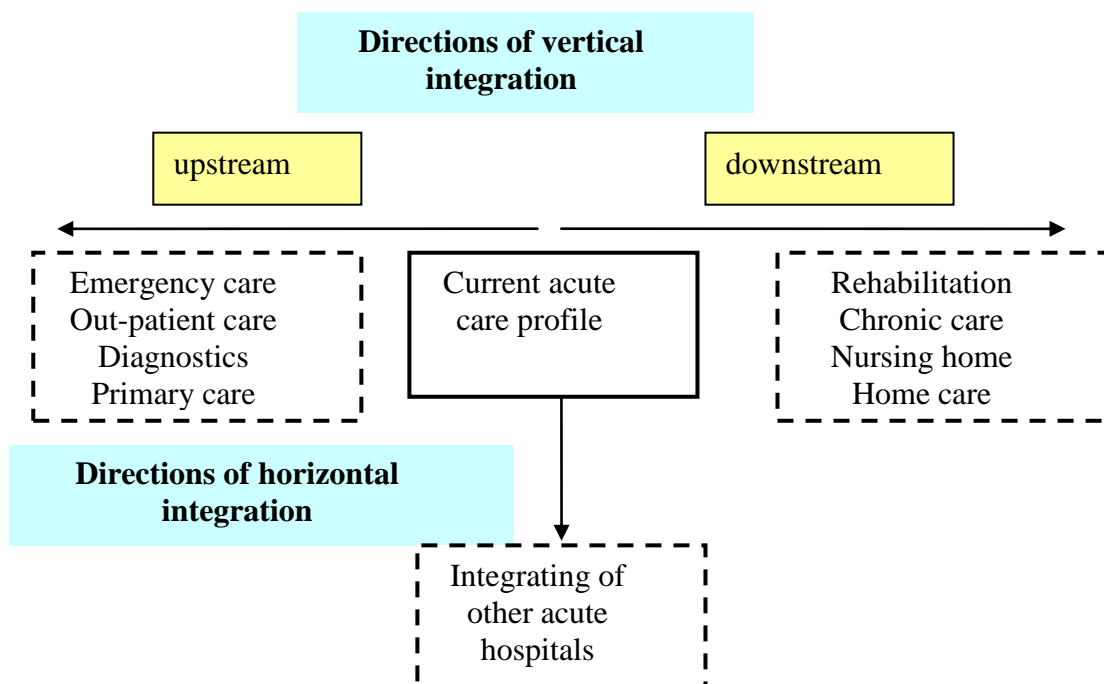 Directions of vertical
integration
upstream
downstream
Emergency care
Out-patient care
Diagnostics
Primary care
Current acute
care profile
Rehabilitation
Chronic care
Nursing home
Home care
Directions of horizontal
integration
Integrating of
other acute
hospitals